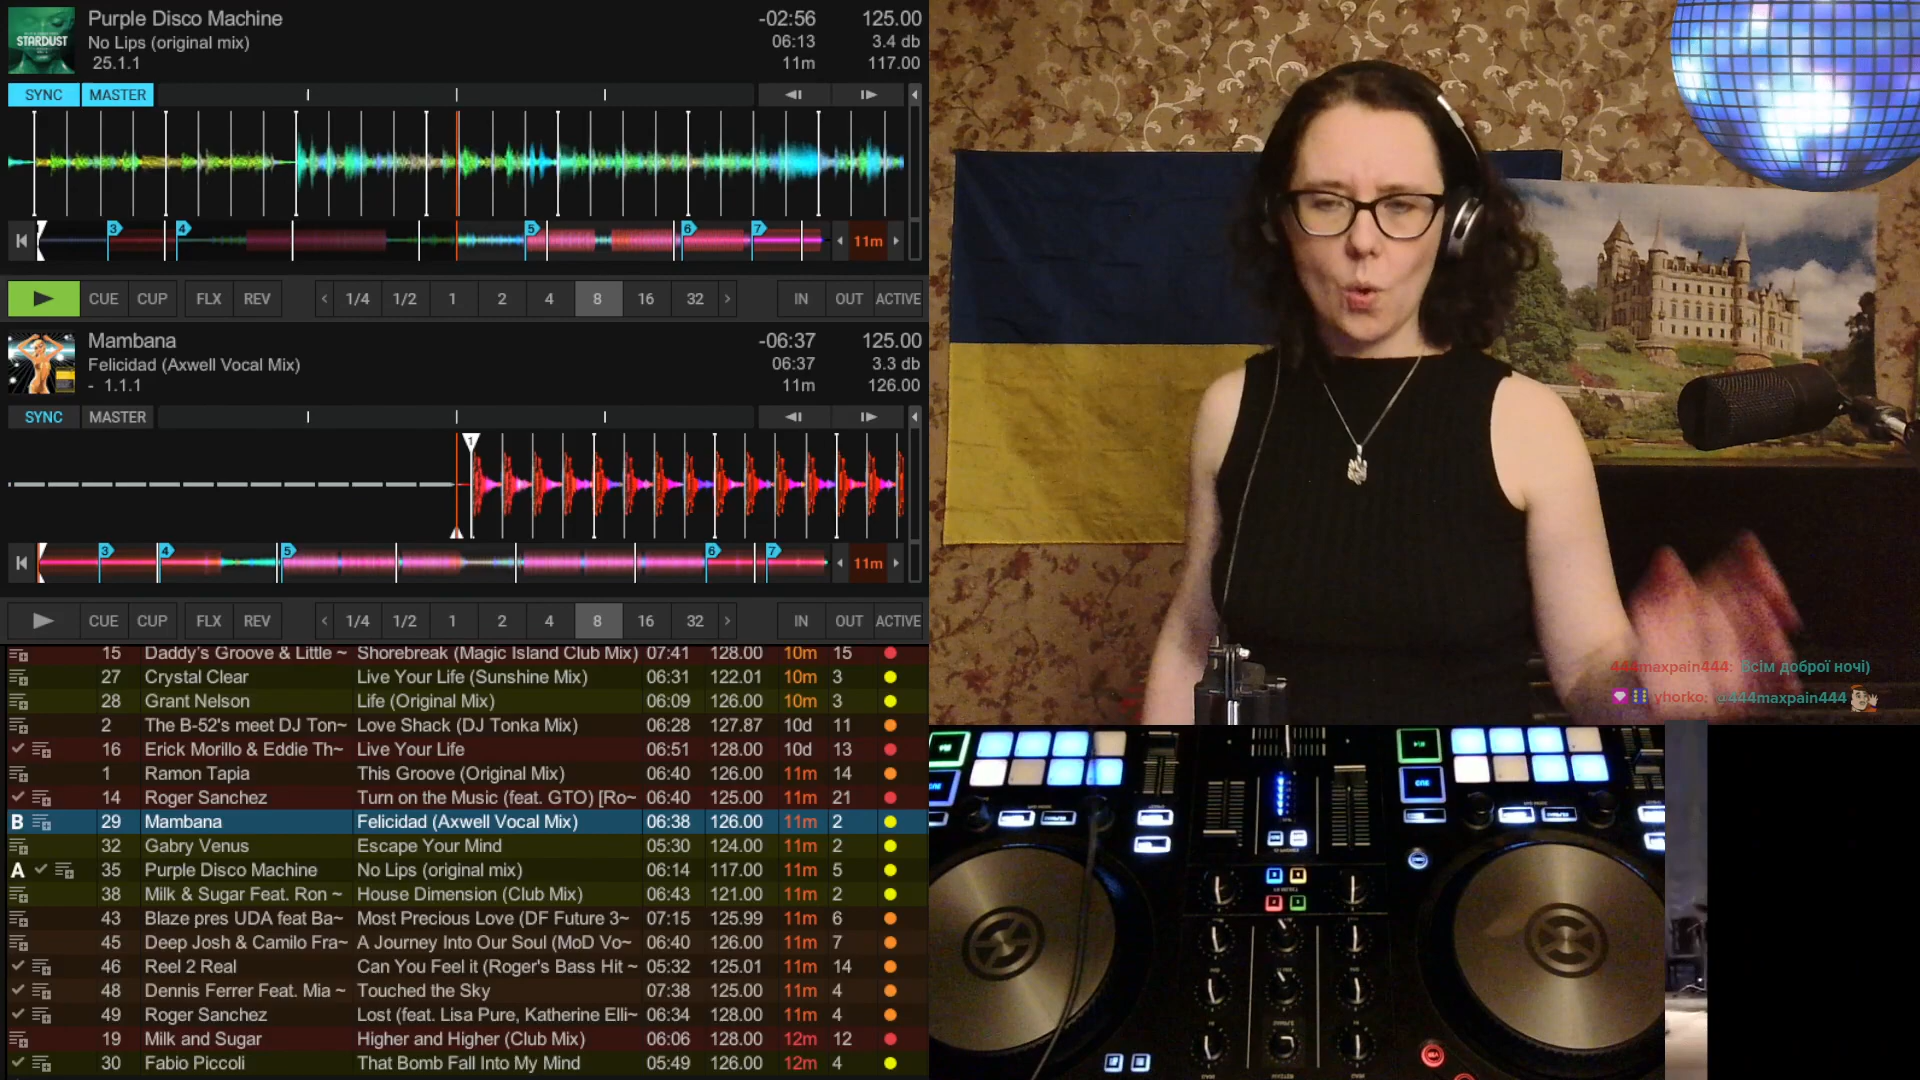 Purple Disco Machine -02:56 125.00
STARDUST No Lips (original mix) 06:13 3.4 db
25.1.1 11m 117.00
SYNC MASTER
3 4 5 6 7 11m
CUE CUP FLX REV 1/4 1/2 1 2 4 8 16 32 IN OUT ACTIVE
Mambana -06:37 125.00
Felicidad (Axwell Vocal Mix) 06:37 3.3 db
- 1.1.1 11m 126.00
SYNC MASTER
1
3 4 5 6 7 11m
CUE CUP FLX REV 1/4 1/2 1 2 4 8 16 32 IN OUT ACTIVE
15 Daddy's Groove & Little ~ Shorebreak (Magic Island Club Mix) 07:41 128.00 10m 15
27 Crystal Clear Live Your Life (Sunshine Mix) 06:31 122.01 10m 3
28 Grant Nelson Life (Original Mix) 06:09 126.00 10m 3
2 The B-52's meet DJ Ton~ Love Shack (DJ Tonka Mix) 06:28 127.87 10d 11
16 Erick Morillo & Eddie Th~ Live Your Life 06:51 128.00 10d 13
1 Ramon Tapia This Groove (Original Mix) 06:40 126.00 11m 14
14 Roger Sanchez Turn on the Music (feat. GTO) [Ro~ 06:40 125.00 11m 21
B 29 Mambana Felicidad (Axwell Vocal Mix) 06:38 126.00 11m 2
32 Gabry Venus Escape Your Mind 05:30 124.00 11m 2
A 35 Purple Disco Machine No Lips (original mix) 06:14 117.00 11m 5
38 Milk & Sugar Feat. Ron ~ House Dimension (Club Mix) 06:43 121.00 11m 2
43 Blaze pres UDA feat Ba~ Most Precious Love (DF Future 3~ 07:15 125.99 11m 6
45 Deep Josh & Camilo Fra~ A Journey Into Our Soul (MoD Vo~ 06:40 126.00 11m 7
46 Reel 2 Real Can You Feel it (Roger's Bass Hit ~ 05:32 125.01 11m 14
48 Dennis Ferrer Feat. Mia ~ Touched the Sky 07:38 125.00 11m 4
49 Roger Sanchez Lost (feat. Lisa Pure, Katherine Elli~ 06:34 128.00 11m 4
19 Milk and Sugar Higher and Higher (Club Mix) 06:06 128.00 12m 12
30 Fabio Piccoli That Bomb Fall Into My Mind 05:49 126.00 12m 4
444maxpain444: Всім доброї ночі)
yhorko: @444maxpain444
CUE